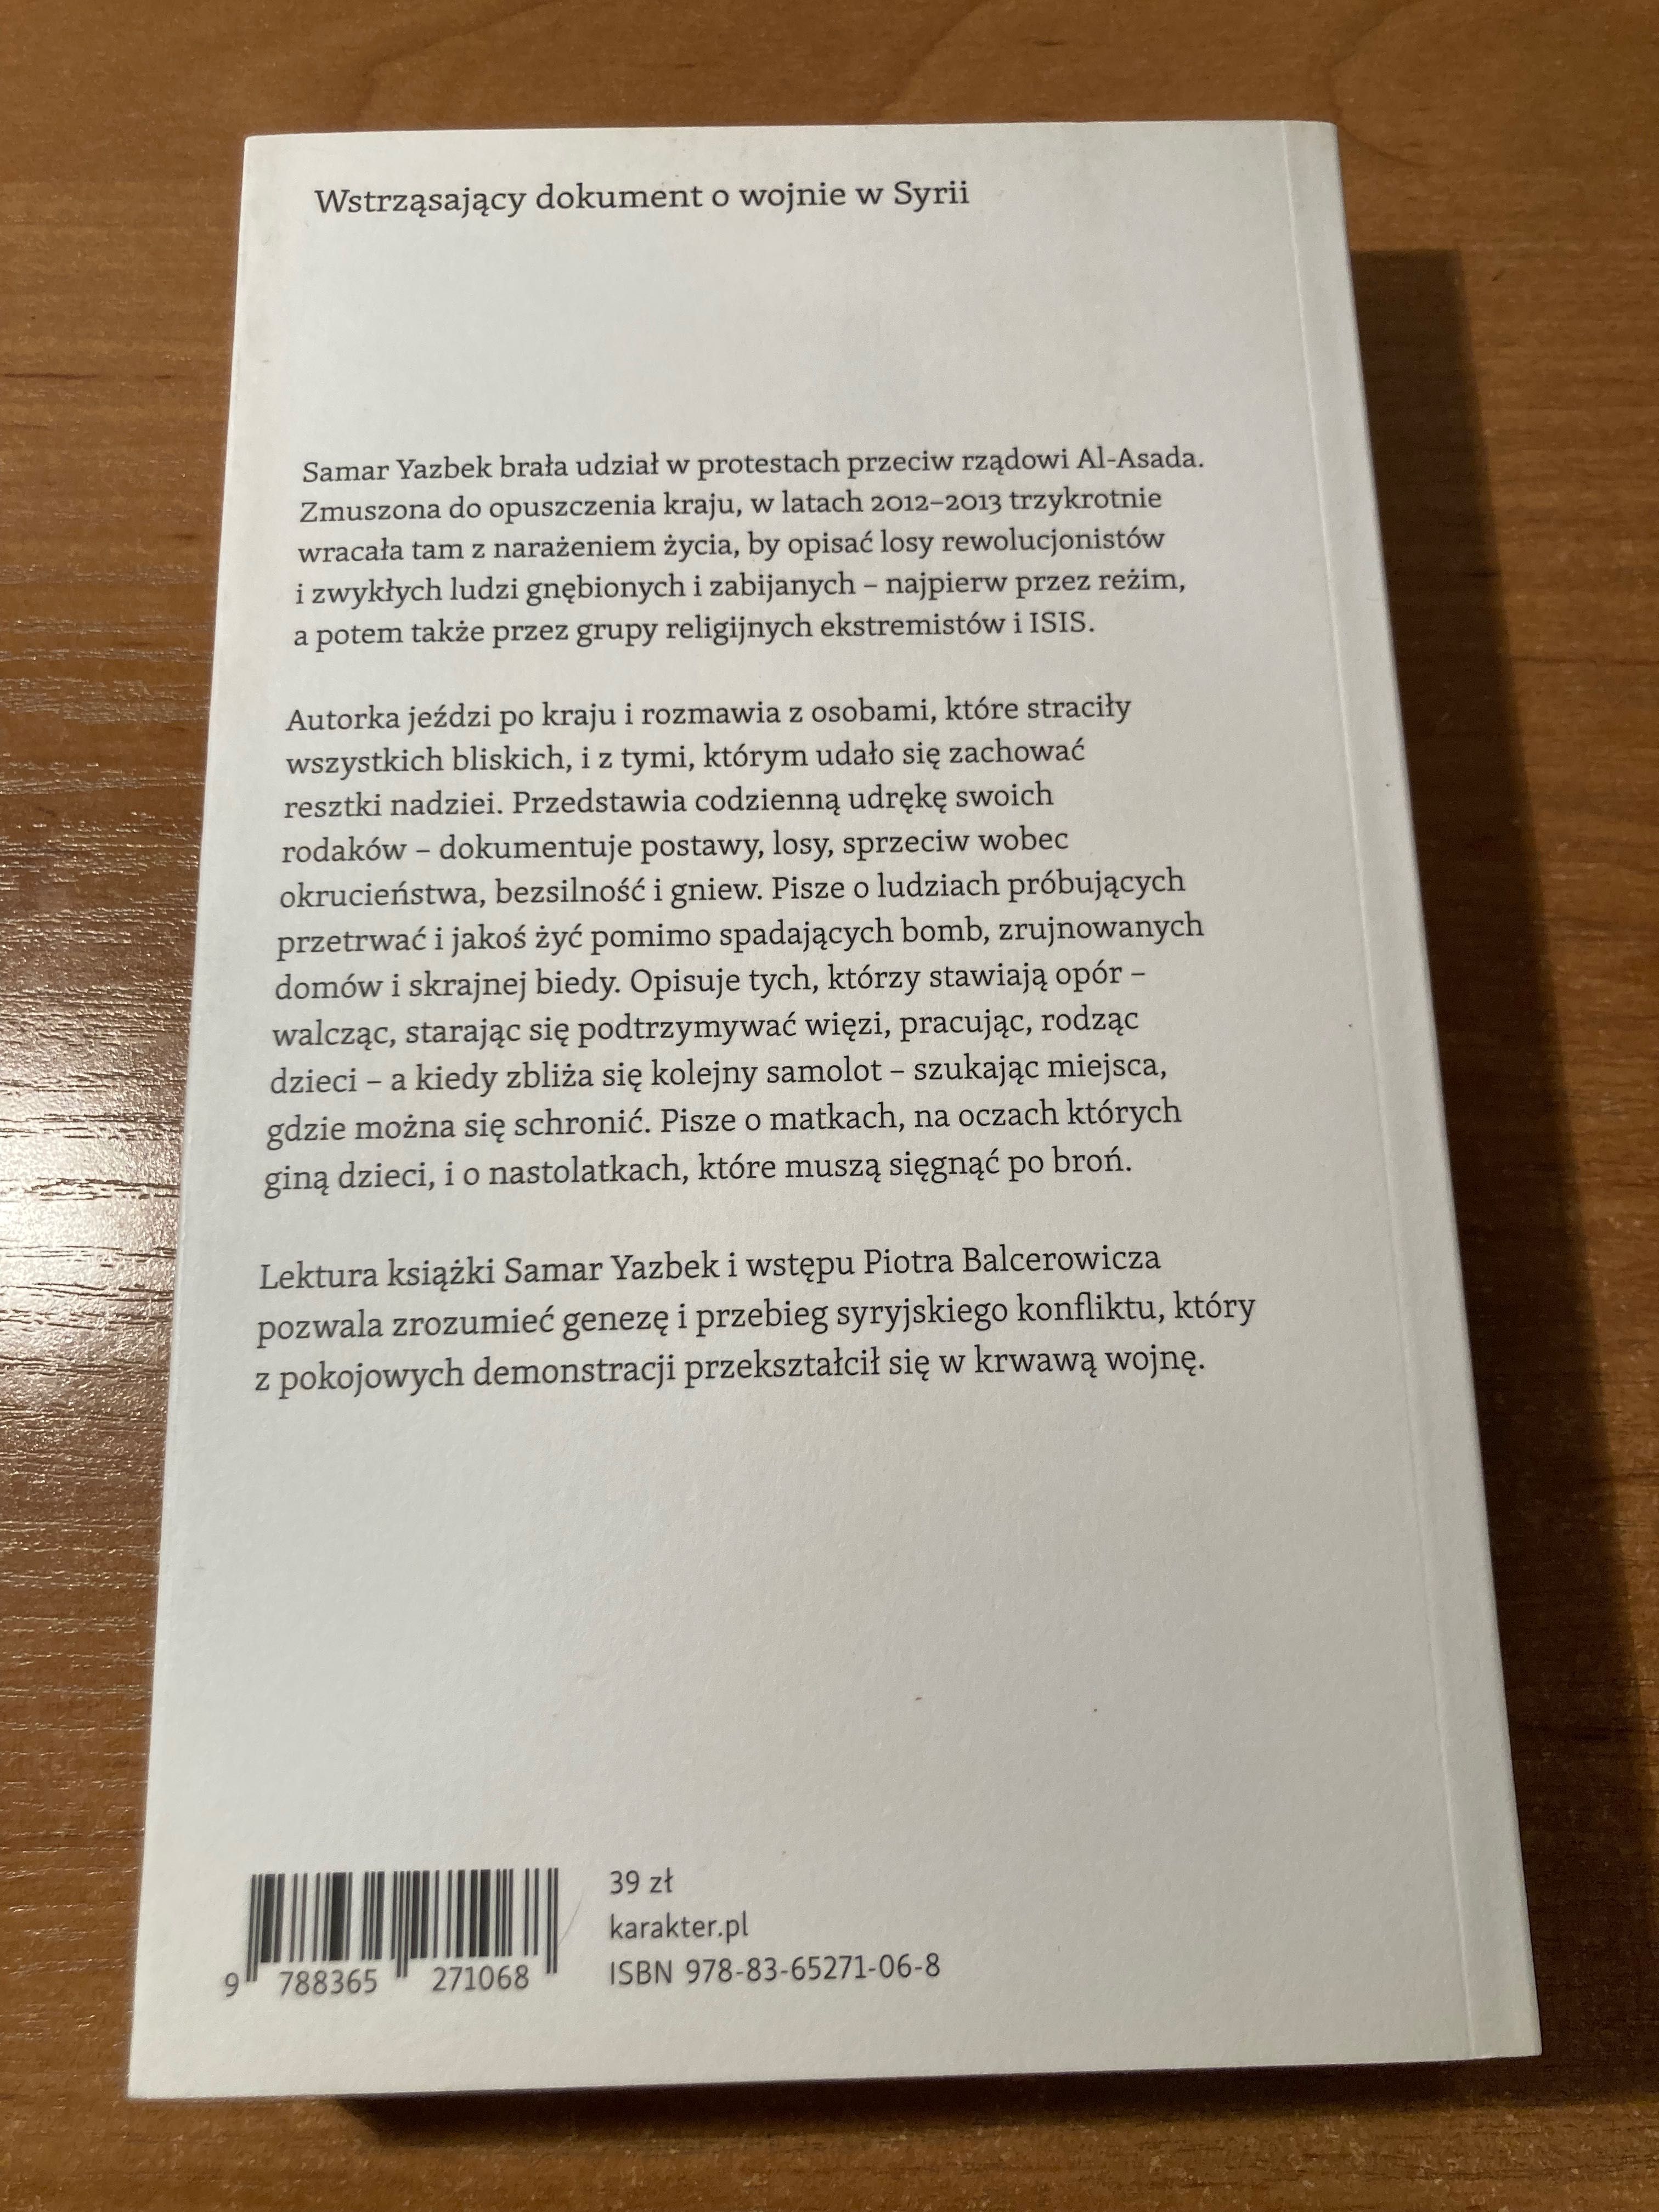 Wstrząsający dokument o wojnie w Syrii
Samar Yazbek brała udział w protestach przeciw rządowi Al-Asada.
Zmuszona do opuszczenia kraju, w latach 2012–2013 trzykrotnie
wracała tam z narażeniem życia, by opisać losy rewolucjonistów
i zwykłych ludzi gnębionych i zabijanych – najpierw przez reżim,
a potem także przez grupy religijnych ekstremistów i ISIS.
Autorka jeździ po kraju i rozmawia z osobami, które straciły
wszystkich bliskich, i z tymi, którym udało się zachować
resztki nadziei. Przedstawia codzienną udrękę swoich
rodaków – dokumentuje postawy, losy, sprzeciw wobec
okrucieństwa, bezsilność i gniew. Pisze o ludziach próbujących
przetrwać i jakoś żyć pomimo spadających bomb, zrujnowanych
domów i skrajnej biedy. Opisuje tych, którzy stawiają opór –
walcząc, starając się podtrzymywać więzi, pracując, rodząc
dzieci – a kiedy zbliża się kolejny samolot – szukając miejsca,
gdzie można się schronić. Pisze o matkach, na oczach których
giną dzieci, i o nastolatkach, które muszą sięgnąć po broń.
Lektura książki Samar Yazbek i wstępu Piotra Balcerowicza
pozwala zrozumieć genezę i przebieg syryjskiego konfliktu, który
z pokojowych demonstracji przekształcił się w krwawą wojnę.
39 zł
karakter.pl
ISBN 978-83-65271-06-8
9 788365 271068